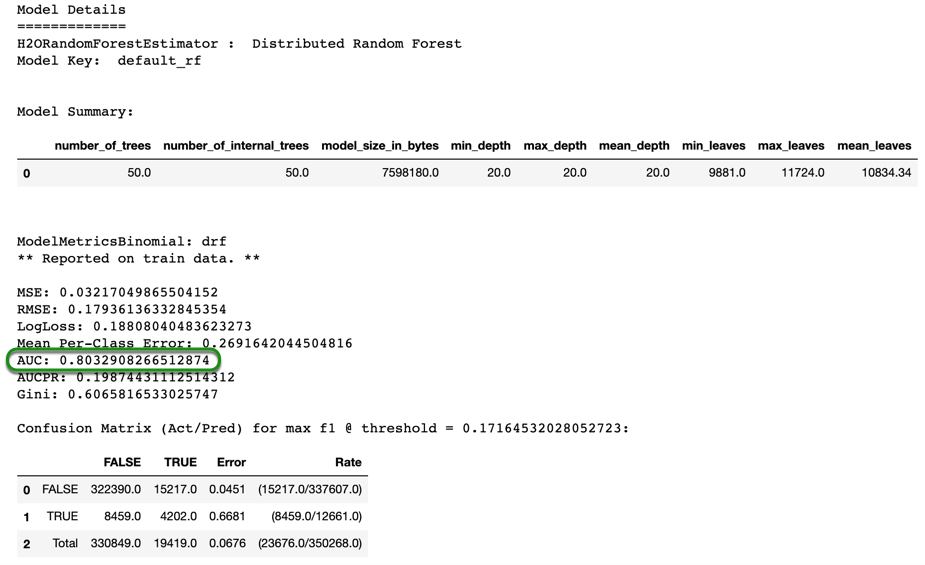 Model Details
=============
H2ORandomForestEstimator :  Distributed Random Forest
Model Key:  default_rf
Model Summary:
number_of_trees number_of_internal_trees model_size_in_bytes min_depth max_depth mean_depth min_leaves max_leaves mean_leaves
0 50.0 50.0 7598180.0 20.0 20.0 20.0 9881.0 11724.0 10834.34
ModelMetricsBinomial: drf
** Reported on train data. **
MSE: 0.03217049865504152
RMSE: 0.17936136332845354
LogLoss: 0.18808040483623273
Mean Per-Class Error: 0.2691642044504816
AUC: 0.8032908266512874
AUCPR: 0.19874431112514312
Gini: 0.6065816533025747
Confusion Matrix (Act/Pred) for max f1 @ threshold = 0.17164532028052723:
FALSE TRUE Error Rate
0 FALSE 322390.0 15217.0 0.0451 (15217.0/337607.0)
1 TRUE 8459.0 4202.0 0.6681 (8459.0/12661.0)
2 Total 330849.0 19419.0 0.0676 (23676.0/350268.0)